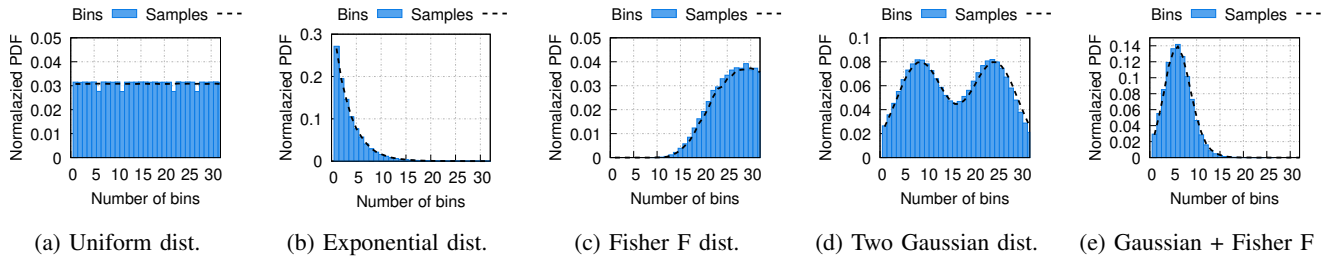 Bins Samples
Normalazied PDF
0.05
0.04
0.03
0.02
0.01
0
0 5 10 15 20 25 30
Number of bins
(a) Uniform dist.
Bins Samples
Normalazied PDF
0.3
0.2
0.1
0
0 5 10 15 20 25 30
Number of bins
(b) Exponential dist.
Bins Samples
Normalazied PDF
0.05
0.04
0.03
0.02
0.01
0
0 5 10 15 20 25 30
Number of bins
(c) Fisher F dist.
Bins Samples
Normalazied PDF
0.1
0.08
0.06
0.04
0.02
0
0 5 10 15 20 25 30
Number of bins
(d) Two Gaussian dist.
Bins Samples
Normalazied PDF
0.14
0.12
0.10
0.08
0.06
0.04
0.02
0
0 5 10 15 20 25 30
Number of bins
(e) Gaussian + Fisher F